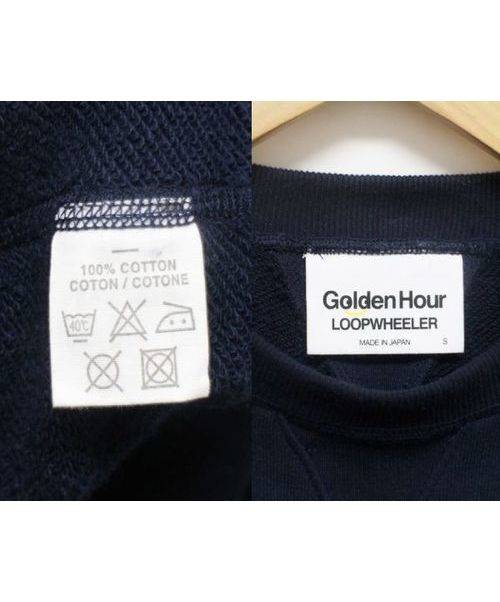 100% COTTON
COTON / COTONE
40°C
Golden Hour
LOOPWHEELER
MADE IN JAPAN
S